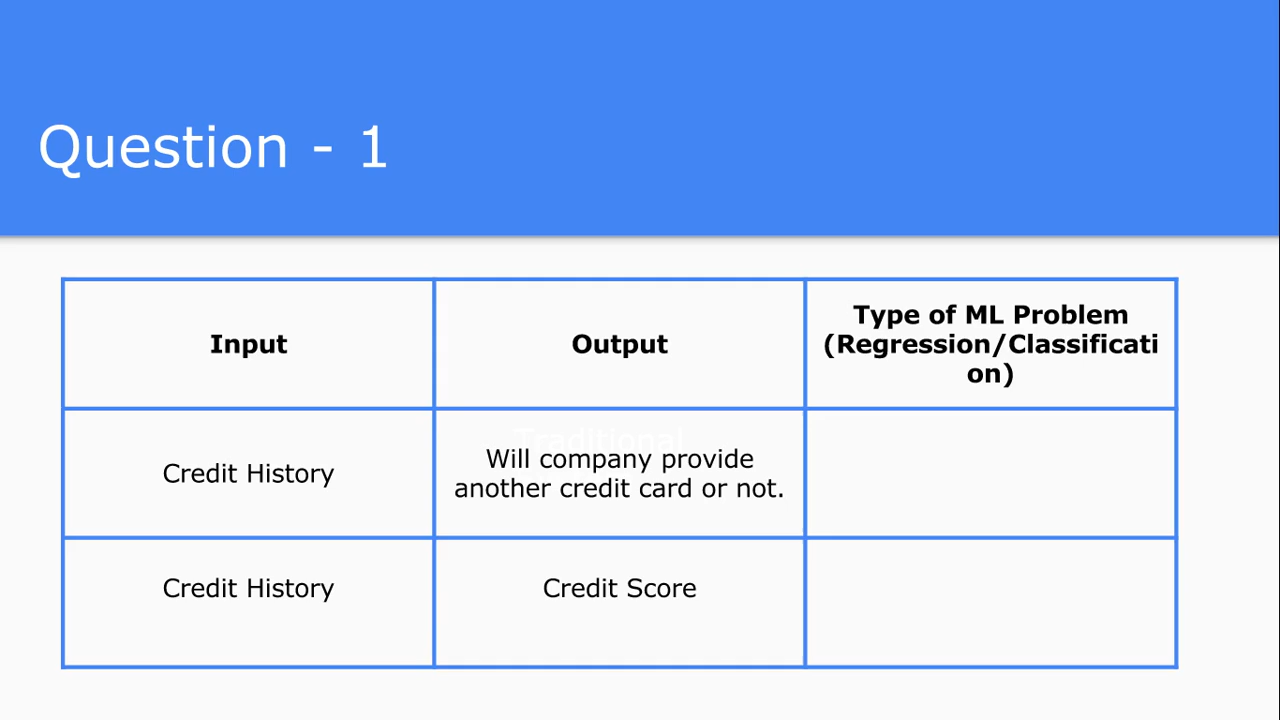 Question - 1
Input
Output
Type of ML Problem
(Regression/Classificati
on)
Credit History
Traditional
Will company provide
another credit card or not.
Credit History
Credit Score